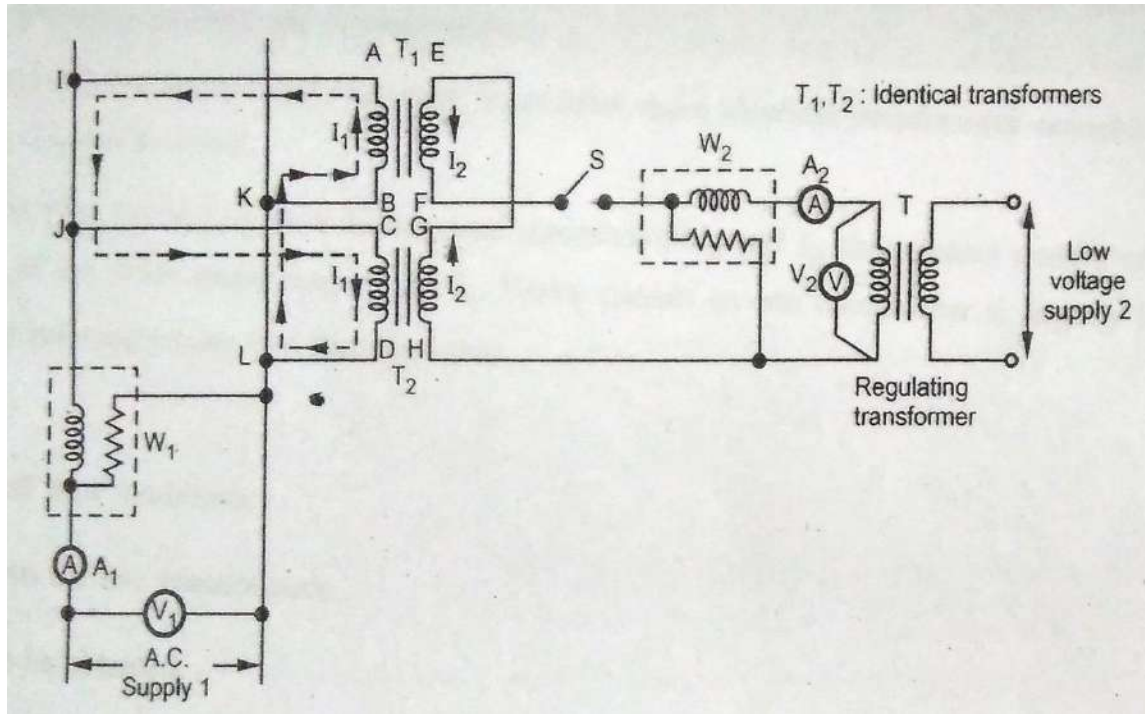 A T₁ E
I
T₁,T₂ : Identical transformers
I₁
I₂
W₂
A₂
S
K
B
F
A
T
J
C
G
Low
voltage
supply 2
I₁
I₂
V₂
V
L
D
H
T₂
Regulating
transformer
W₁
A
A₁
V₁
A.C.
Supply 1